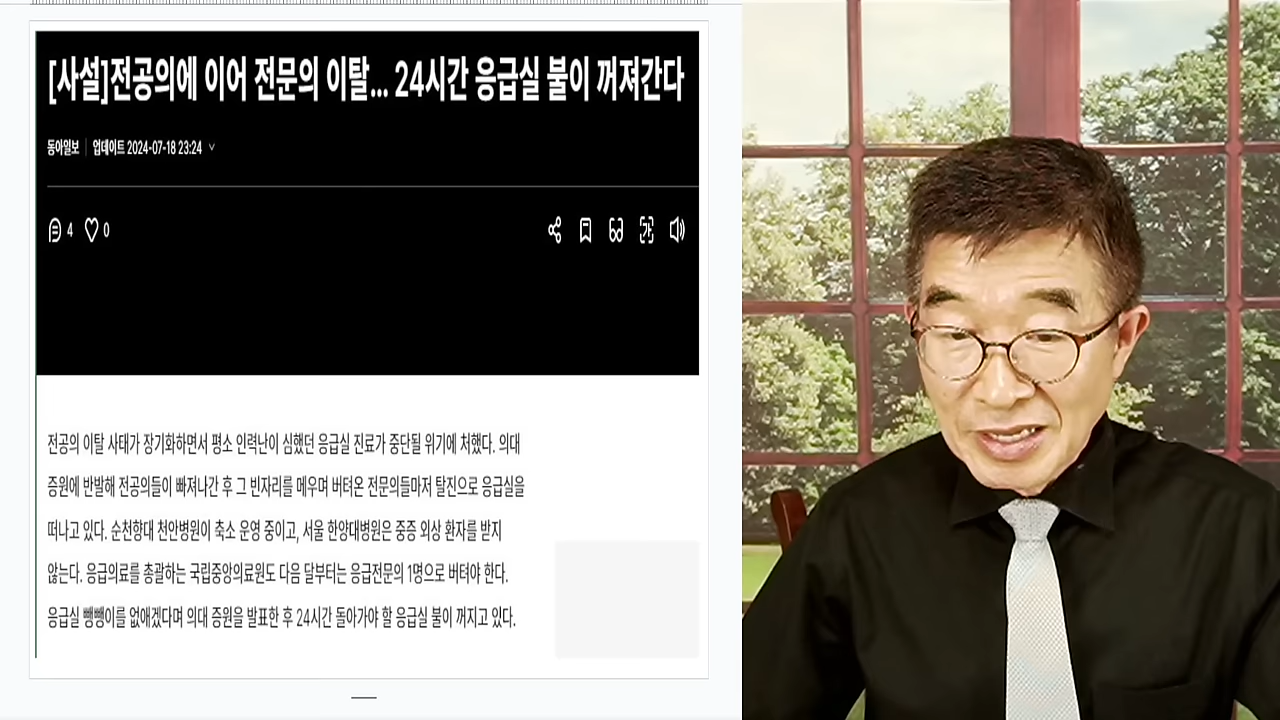 [사설]전공의에 이어 전문의 이탈... 24시간 응급실 불이 꺼져간다
동아일보 업데이트 2024-07-18 23:24
4 0 가
전공의 이탈 사태가 장기화하면서 평소 인력난이 심했던 응급실 진료가 중단될 위기에 처했다. 의대
증원에 반발해 전공의들이 빠져나간 후 그 빈자리를 메우며 버텨온 전문의들마저 탈진으로 응급실을
떠나고 있다. 순천향대 천안병원이 축소 운영 중이고, 서울 한양대병원은 중증 외상 환자를 받지
않는다. 응급의료를 총괄하는 국립중앙의료원도 다음 달부터는 응급전문의 1명으로 버텨야 한다.
응급실 뺑뺑이를 없애겠다며 의대 증원을 발표한 후 24시간 돌아가야 할 응급실 불이 꺼지고 있다.